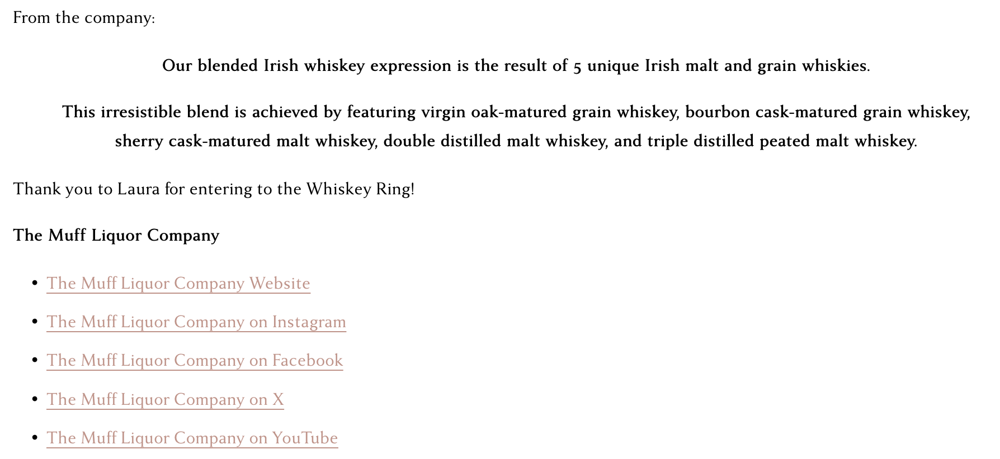 From the company:
Our blended Irish whiskey expression is the result of 5 unique Irish malt and grain whiskies.
This irresistible blend is achieved by featuring virgin oak-matured grain whiskey, bourbon cask-matured grain whiskey,
sherry cask-matured malt whiskey, double distilled malt whiskey, and triple distilled peated malt whiskey.
Thank you to Laura for entering to the Whiskey Ring!
The Muff Liquor Company
• The Muff Liquor Company Website
• The Muff Liquor Company on Instagram
• The Muff Liquor Company on Facebook
• The Muff Liquor Company on X
• The Muff Liquor Company on YouTube